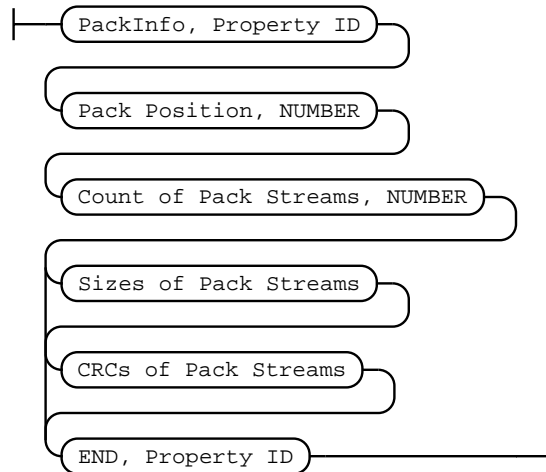 PackInfo, Property ID
Pack Position, NUMBER
Count of Pack Streams, NUMBER
Sizes of Pack Streams
CRCs of Pack Streams
END, Property ID